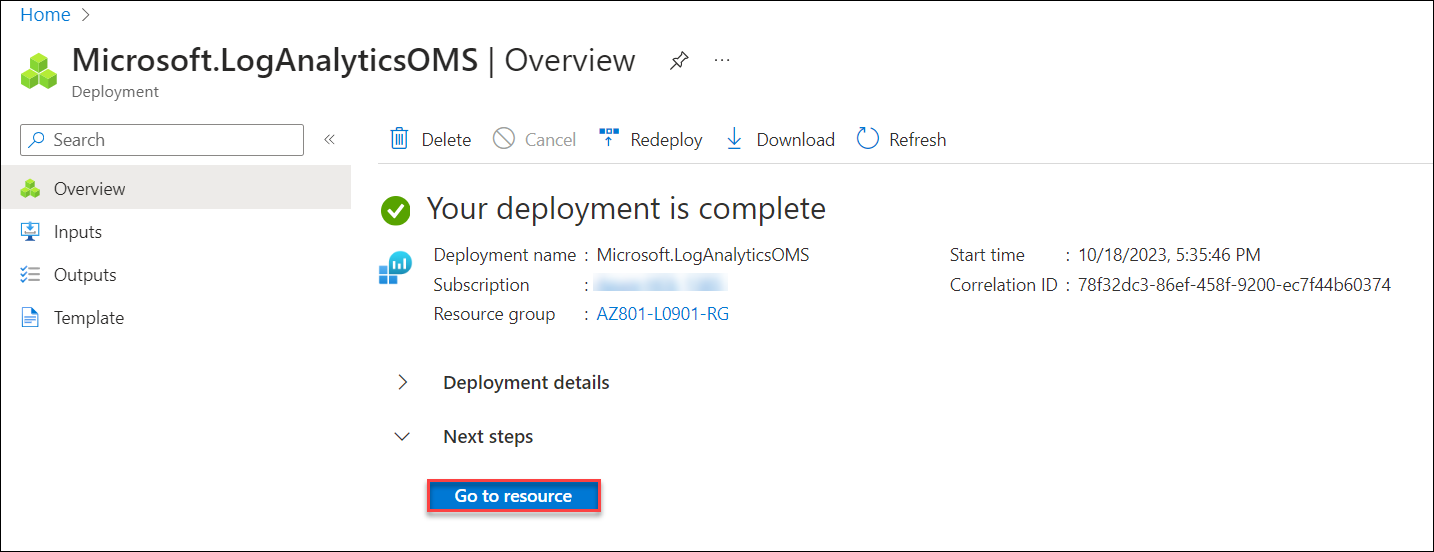 Home
Microsoft.LogAnalyticsOMS | Overview
Deployment
Search
Delete Cancel Redeploy Download Refresh
Overview
Inputs
Outputs
Template
Your deployment is complete
Deployment name : Microsoft.LogAnalyticsOMS Start time : 10/18/2023, 5:35:46 PM
Subscription : Correlation ID : 78f32dc3-86ef-458f-9200-ec7f44b60374
Resource group : AZ801-L0901-RG
Deployment details
Next steps
Go to resource